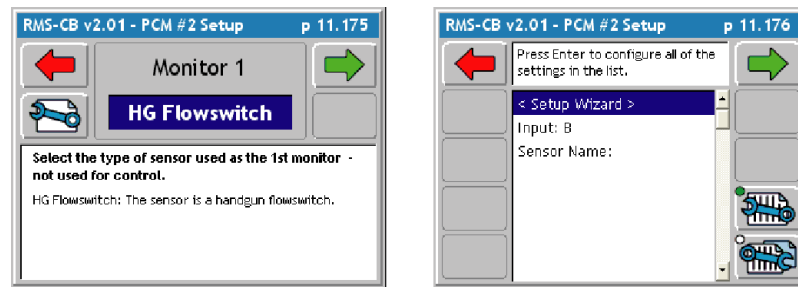 RMS-CB v2.01 - PCM #2 Setup p 11.175
Monitor 1
HG Flowswitch
Select the type of sensor used as the 1st monitor -
not used for control.
HG Flowswitch: The sensor is a handgun flowswitch.
RMS-CB v2.01 - PCM #2 Setup p 11.176
Press Enter to configure all of the
settings in the list.
< Setup Wizard >
Input: B
Sensor Name: